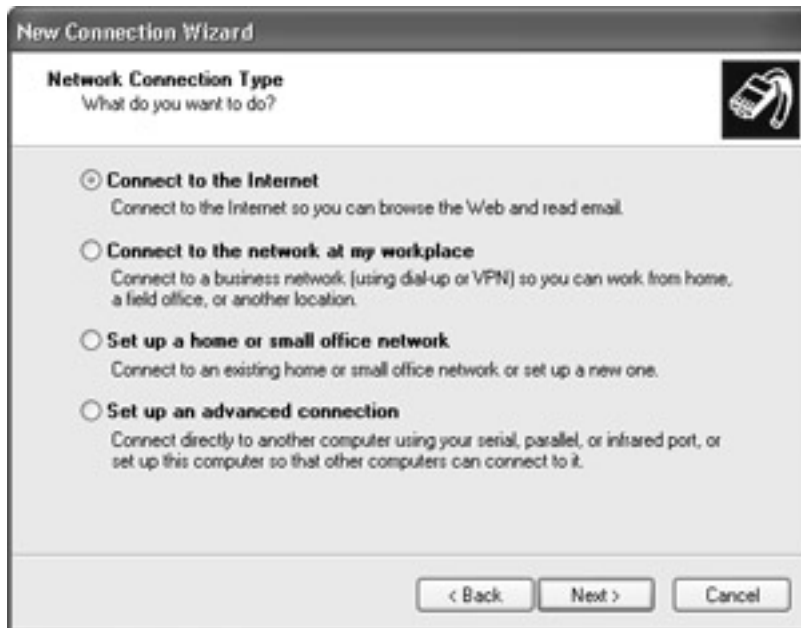 New Connection Wizard
Network Connection Type
What do you want to do?
Connect to the Internet
Connect to the Internet so you can browse the Web and read email.
Connect to the network at my workplace
Connect to a business network (using dial-up or VPN) so you can work from home,
a field office, or another location.
Set up a home or small office network
Connect to an existing home or small office network or set up a new one.
Set up an advanced connection
Connect directly to another computer using your serial, parallel, or infrared port, or
set up this computer so that other computers can connect to it.
< Back
Next >
Cancel